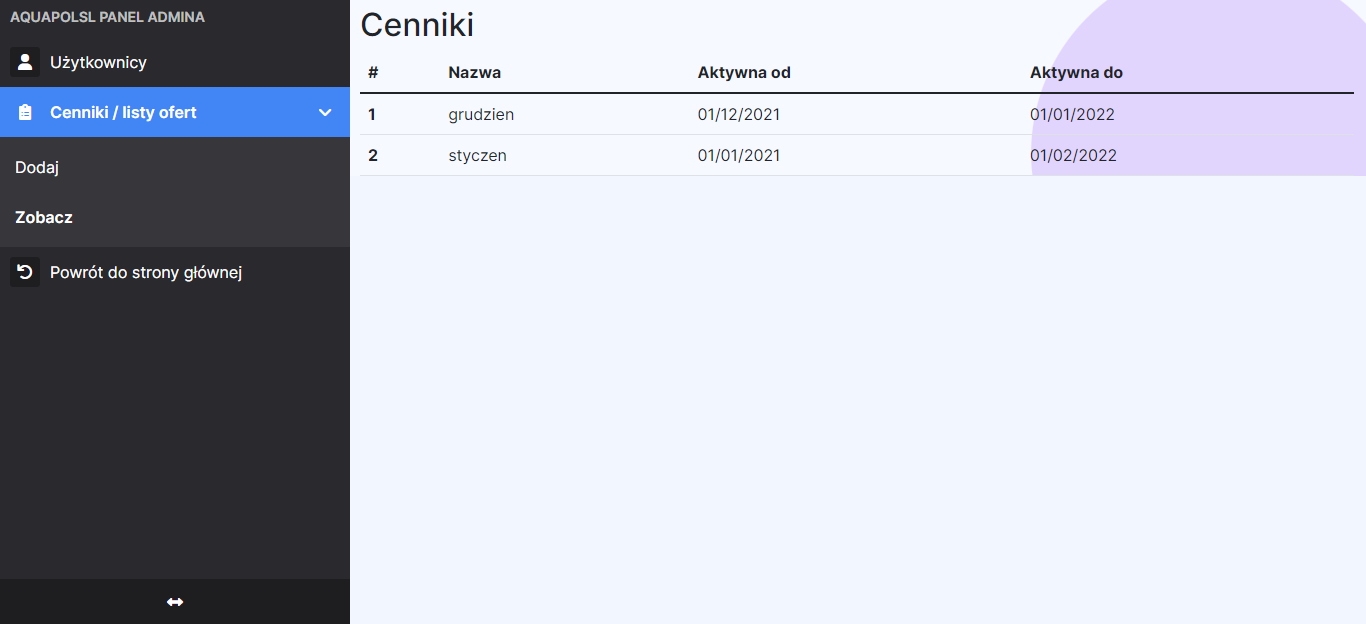 AQUAPOLSL PANEL ADMINA
Użytkownicy
Cenniki / listy ofert
Dodaj
Zobacz
Powrót do strony głównej
Cenniki
# Nazwa Aktywna od Aktywna do
1 grudzien 01/12/2021 01/01/2022
2 styczen 01/01/2021 01/02/2022